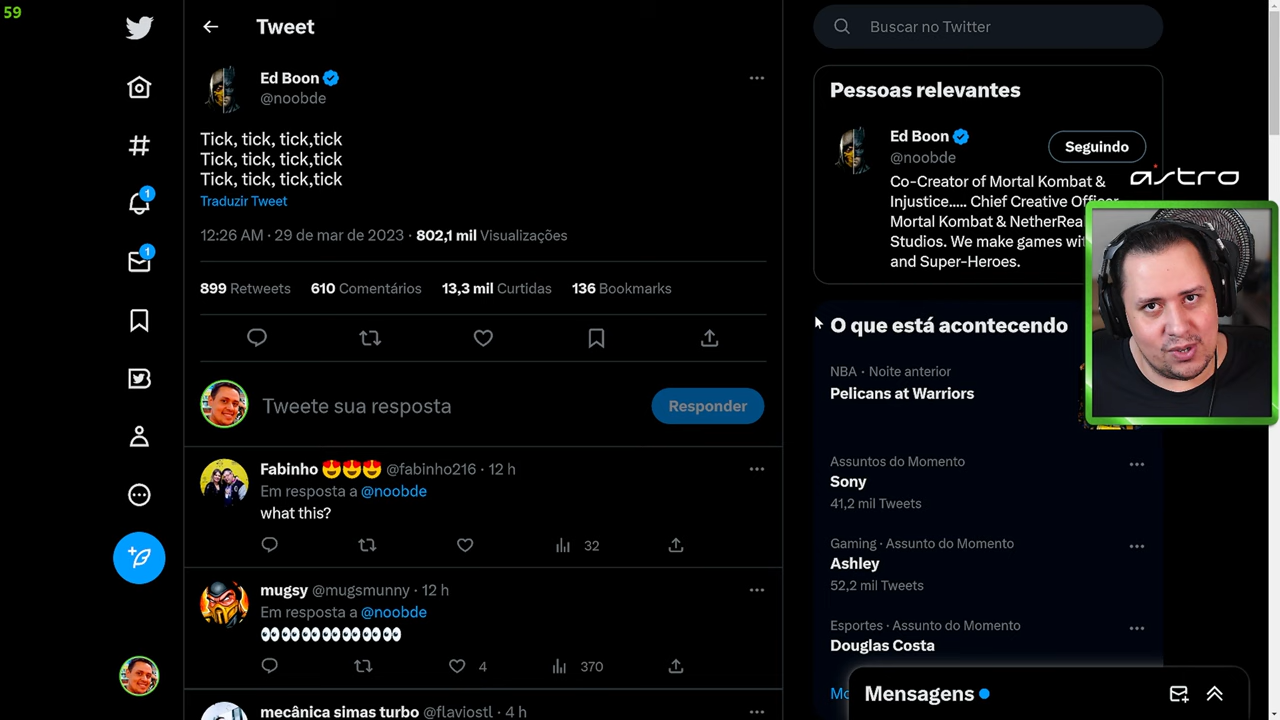 59
Tweet
Ed Boon
@noobde
Tick, tick, tick,tick
Tick, tick, tick,tick
Tick, tick, tick,tick
Traduzir Tweet
12:26 AM · 29 de mar de 2023 · 802,1 mil Visualizações
899 Retweets 610 Comentários 13,3 mil Curtidas 136 Bookmarks
Tweete sua resposta
Responder
Fabinho 😍😍😍 @fabinho216 · 12 h
Em resposta a @noobde
what this?
32
mugsy @mugsmunny · 12 h
Em resposta a @noobde
👀👀👀👀👀👀👀
4 370
mecânica simas turbo @flaviostl · 4 h
1
1
Buscar no Twitter
Pessoas relevantes
Ed Boon
@noobde
Seguindo
Co-Creator of Mortal Kombat &
Injustice..... Chief Creative Officer
Mortal Kombat & NetherRea
Studios. We make games wi
and Super-Heroes.
astro
O que está acontecendo
NBA · Noite anterior
Pelicans at Warriors
Assuntos do Momento
Sony
41,2 mil Tweets
Gaming · Assunto do Momento
Ashley
52,2 mil Tweets
Esportes · Assunto do Momento
Douglas Costa
Mo
Mensagens